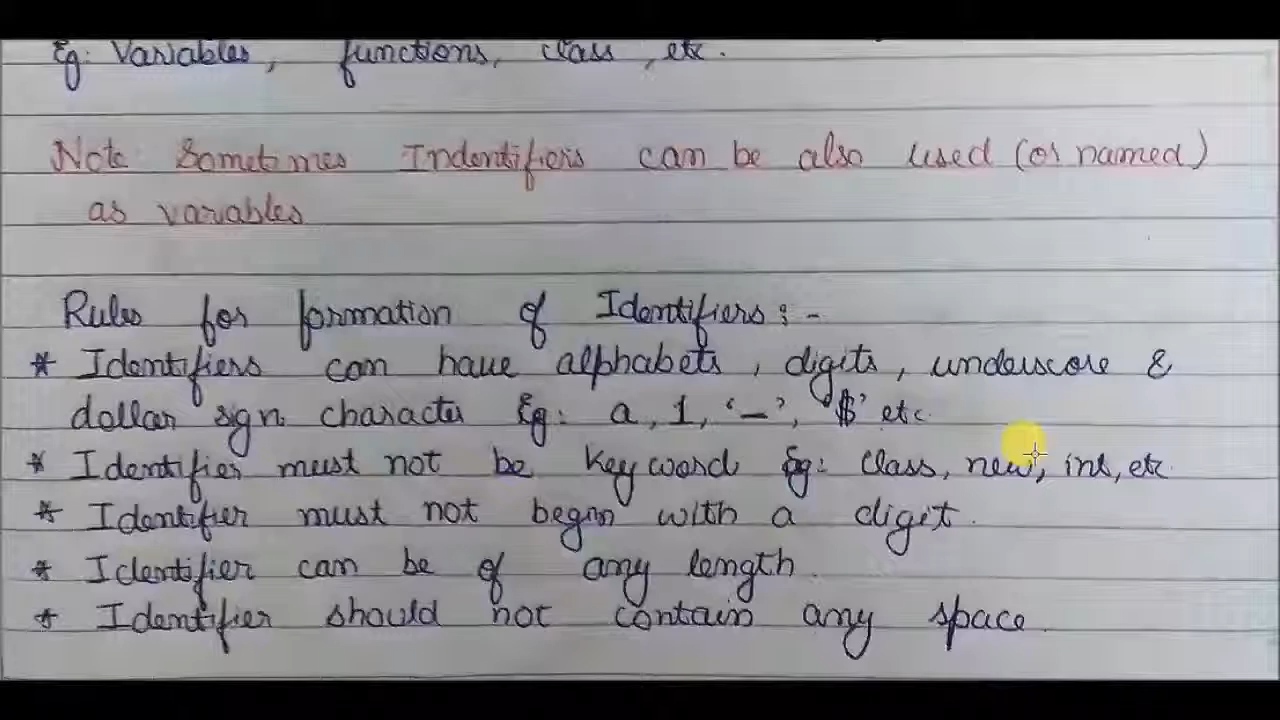 Eg: Variables, functions, class, etc.
Note: Sometimes Indentifiers can be also used (or named)
as variables
Rules for formation of Identifiers :-
* Identifiers can have alphabets, digits, underscore &
dollar sign character Eg: a, 1, '_', '$' etc.
* Identifier must not be keyword Eg: class, new, int, etc
* Identifier must not begin with a digit.
* Identifier can be of any length.
* Identifier should not contain any space.